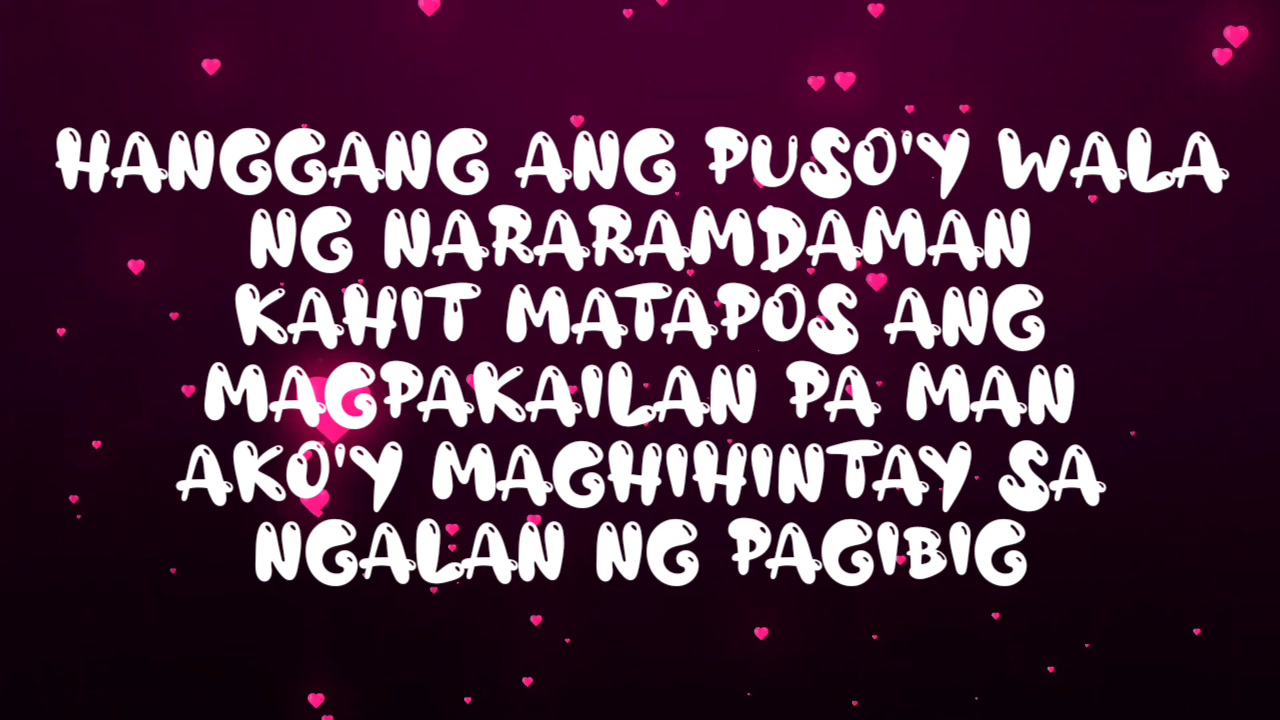 HANGGANG ANG PUSO'Y WALA
NG NARARAMDAMAN
KAHIT MATAPOS ANG
MAGPAKAILAN PA MAN
AKO'Y MAGHIHINTAY SA
NGALAN NG PAGIBIG